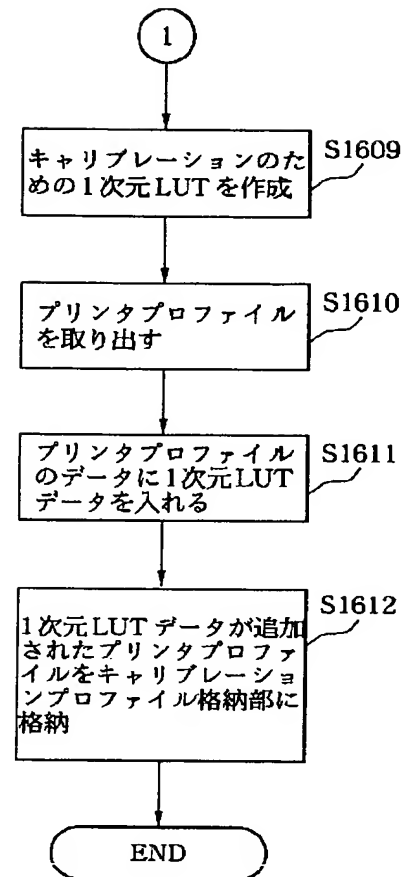 1
キャリブレーションのた
めの1次元LUTを作成
S1609
プリンタプロファイル
を取り出す
S1610
プリンタプロファイル
のデータに1次元LUT
データを入れる
S1611
1次元LUTデータが追加
されたプリンタプロファ
イルをキャリブレーショ
ンプロファイル格納部に
格納
S1612
END